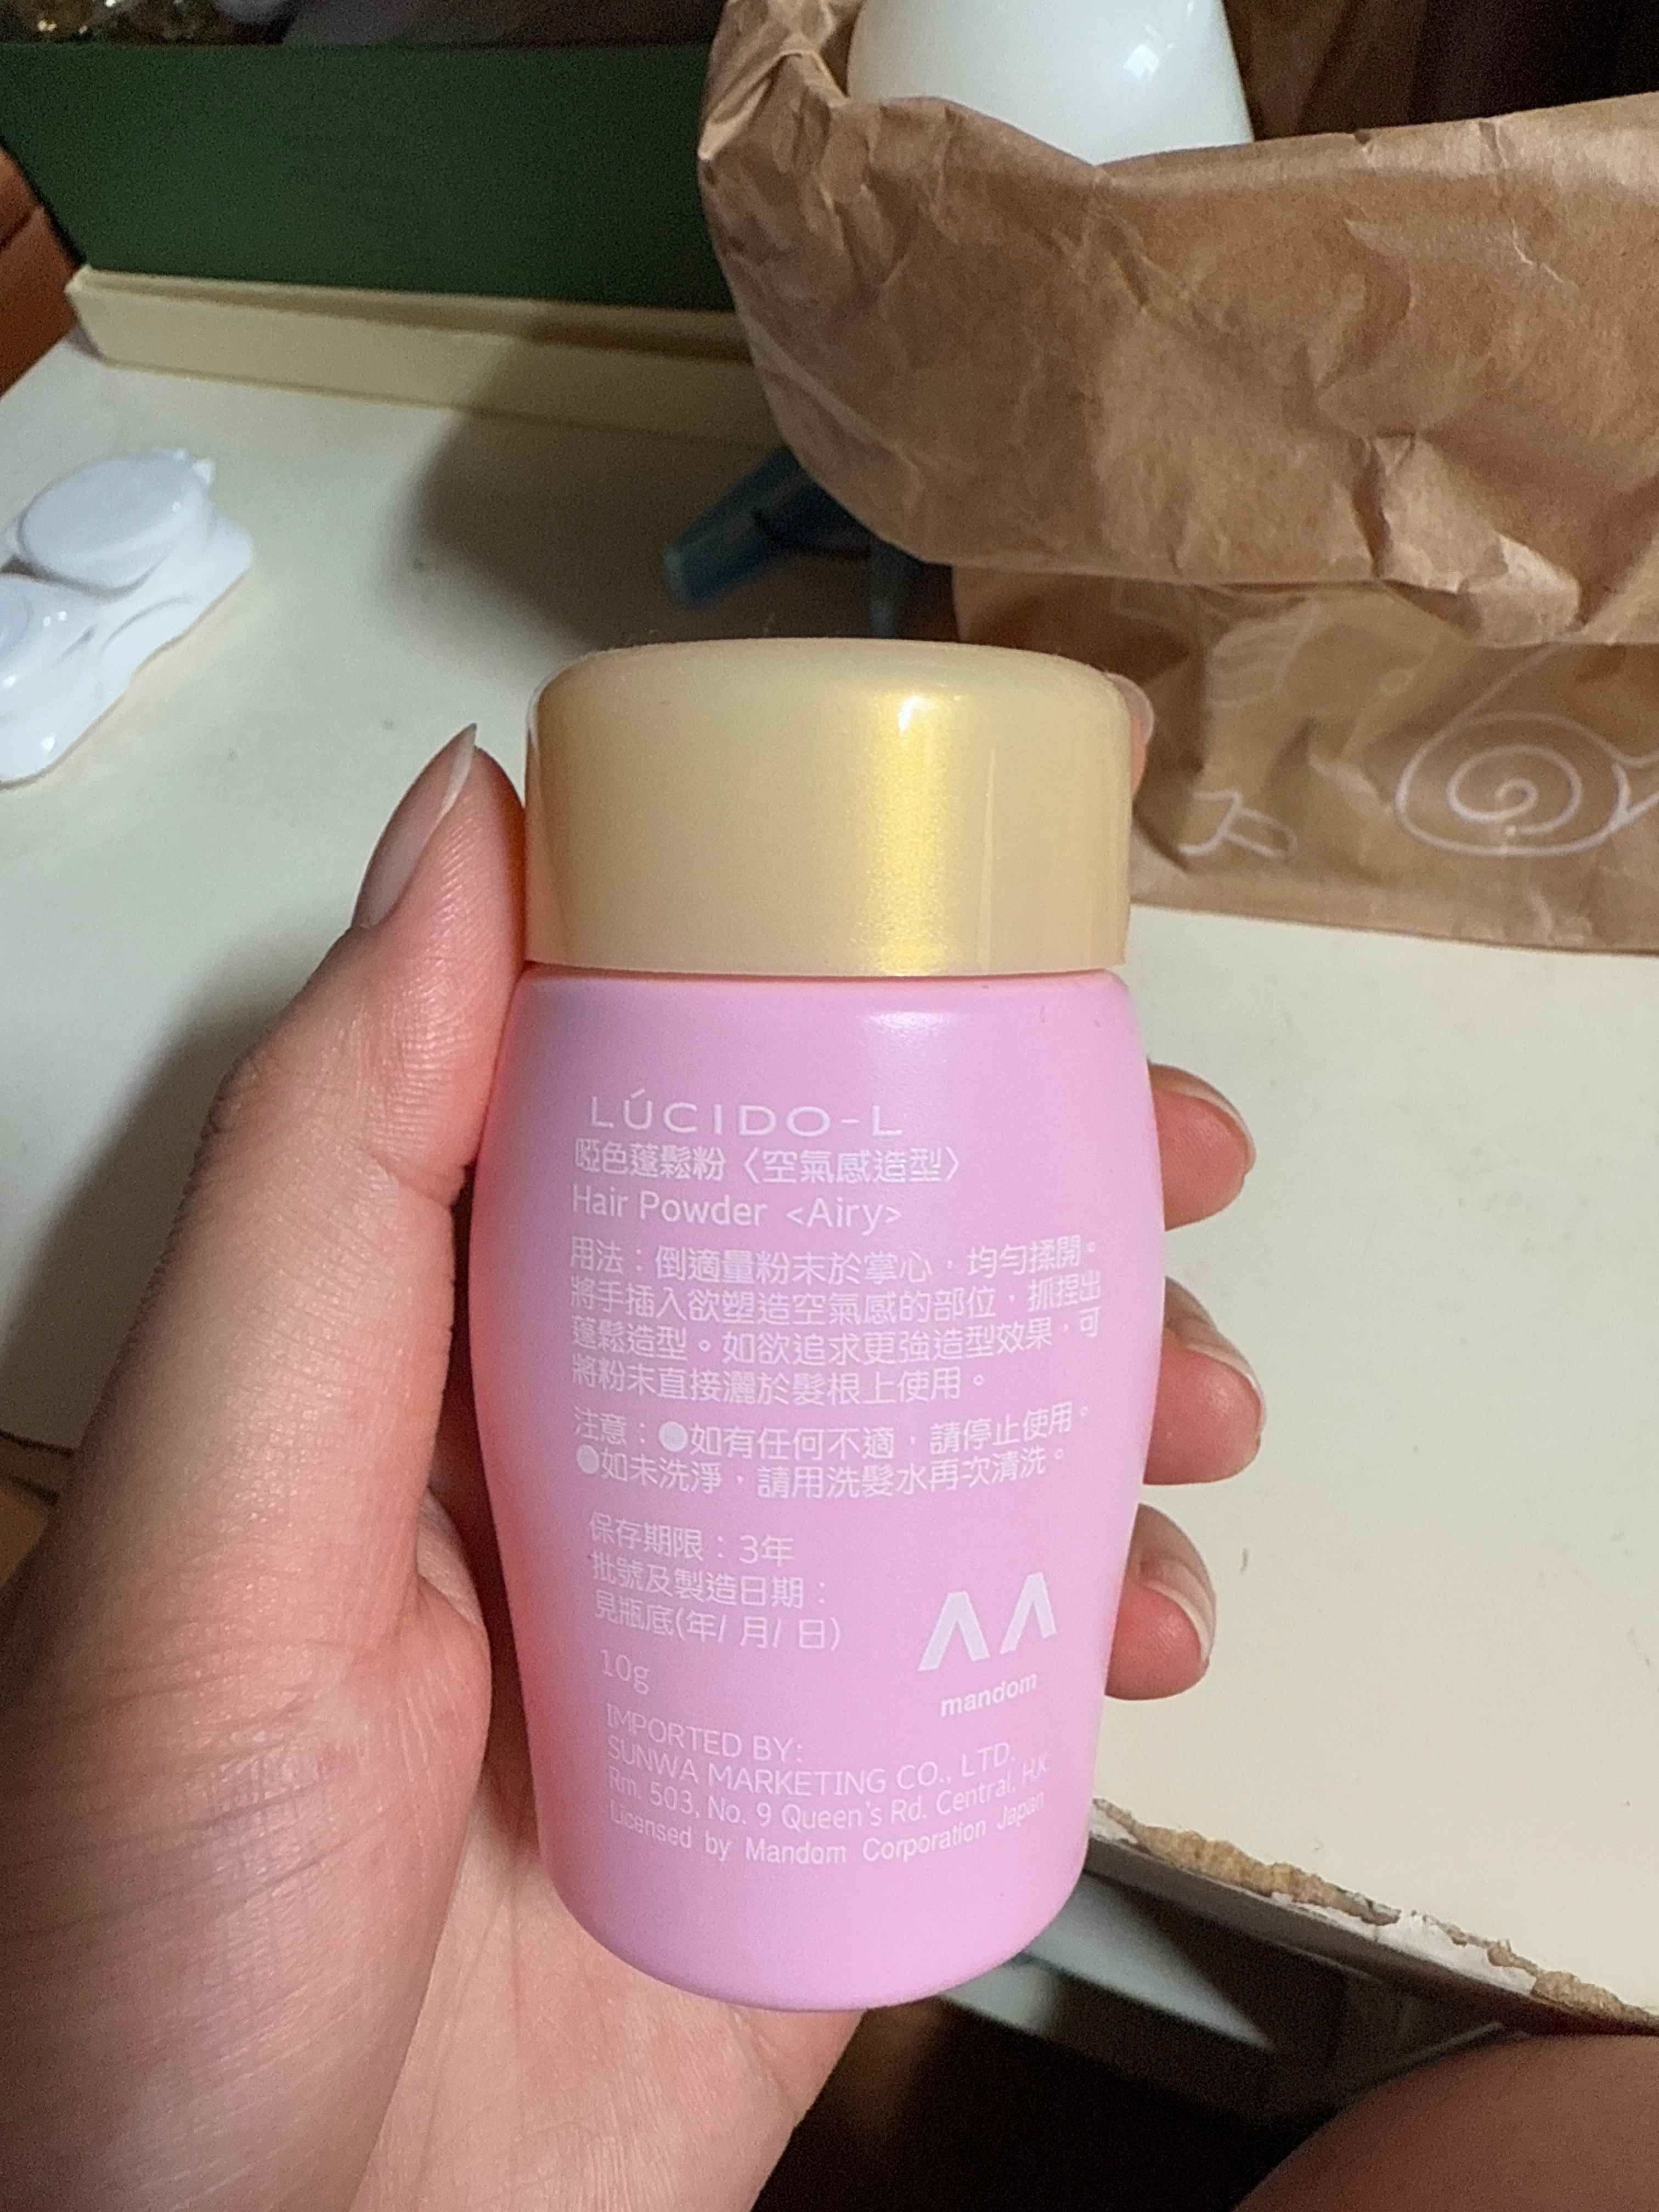 LÚCIDO-L
啞色蓬鬆粉〈空氣感造型〉
Hair Powder <Airy>
用法：倒適量粉末於掌心，均勻揉開。
將手插入欲塑造空氣感的部位，抓捏出
蓬鬆造型。如欲追求更強造型效果，可
將粉末直接灑於髮根上使用。
注意：●如有任何不適，請停止使用。
●如未洗淨，請用洗髮水再次清洗。
保存期限：3年
批號及製造日期：
見瓶底(年/ 月/ 日)
10g
mandom
IMPORTED BY:
SUNWA MARKETING CO., LTD.
Rm. 503, No. 9 Queen's Rd. Central, H.K.
Licensed by Mandom Corporation Japan